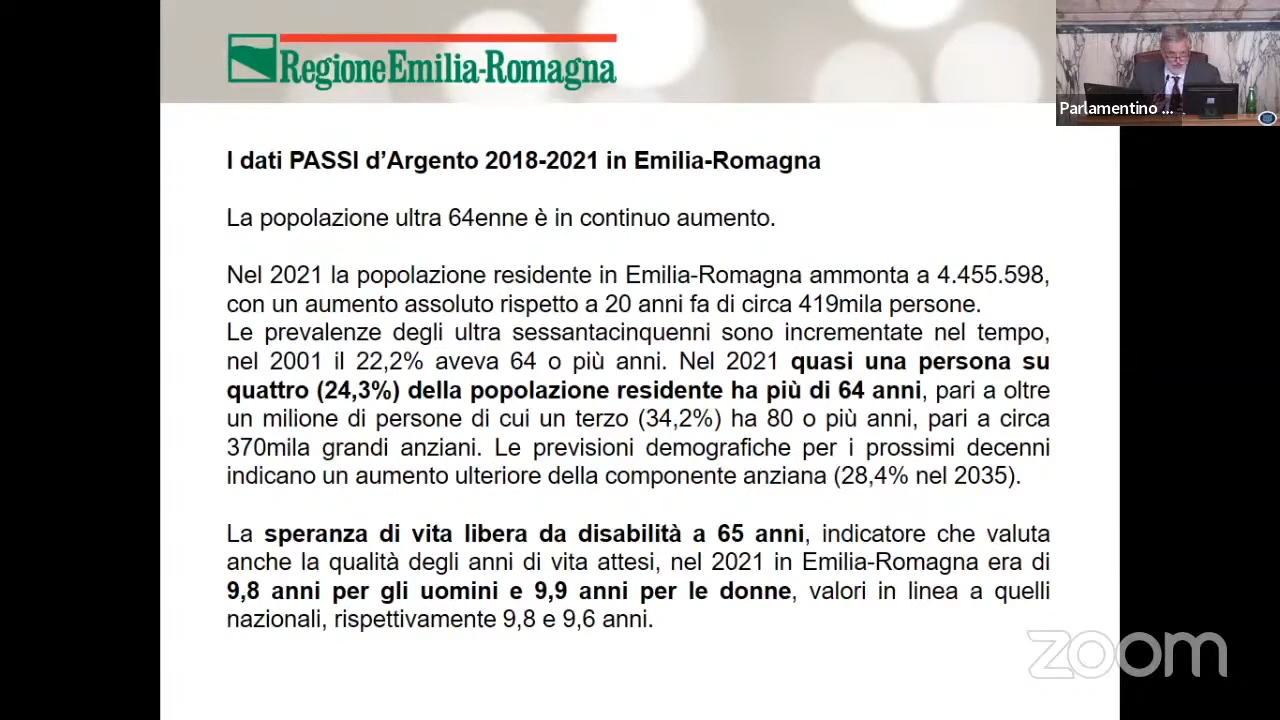 RegioneEmilia-Romagna
Parlamentino ...
I dati PASSI d’Argento 2018-2021 in Emilia-Romagna
La popolazione ultra 64enne è in continuo aumento.
Nel 2021 la popolazione residente in Emilia-Romagna ammonta a 4.455.598,
con un aumento assoluto rispetto a 20 anni fa di circa 419mila persone.
Le prevalenze degli ultra sessantacinquenni sono incrementate nel tempo,
nel 2001 il 22,2% aveva 64 o più anni. Nel 2021 quasi una persona su
quattro (24,3%) della popolazione residente ha più di 64 anni, pari a oltre
un milione di persone di cui un terzo (34,2%) ha 80 o più anni, pari a circa
370mila grandi anziani. Le previsioni demografiche per i prossimi decenni
indicano un aumento ulteriore della componente anziana (28,4% nel 2035).
La speranza di vita libera da disabilità a 65 anni, indicatore che valuta
anche la qualità degli anni di vita attesi, nel 2021 in Emilia-Romagna era di
9,8 anni per gli uomini e 9,9 anni per le donne, valori in linea a quelli
nazionali, rispettivamente 9,8 e 9,6 anni.
zoom